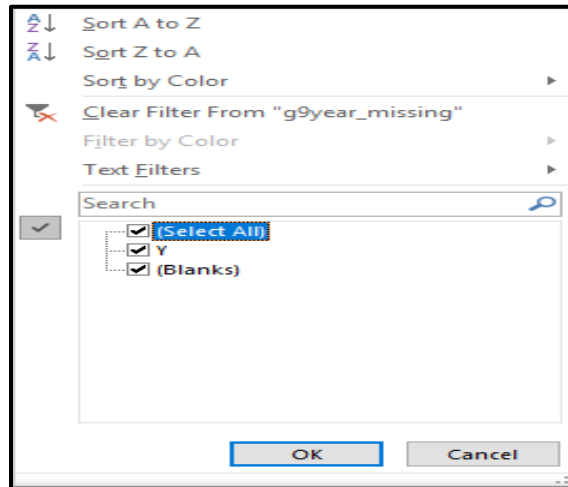 Sort A to Z
Sort Z to A
Sort by Color
Clear Filter From "g9year_missing"
Filter by Color
Text Filters
Search
(Select All)
Y
(Blanks)
OK Cancel